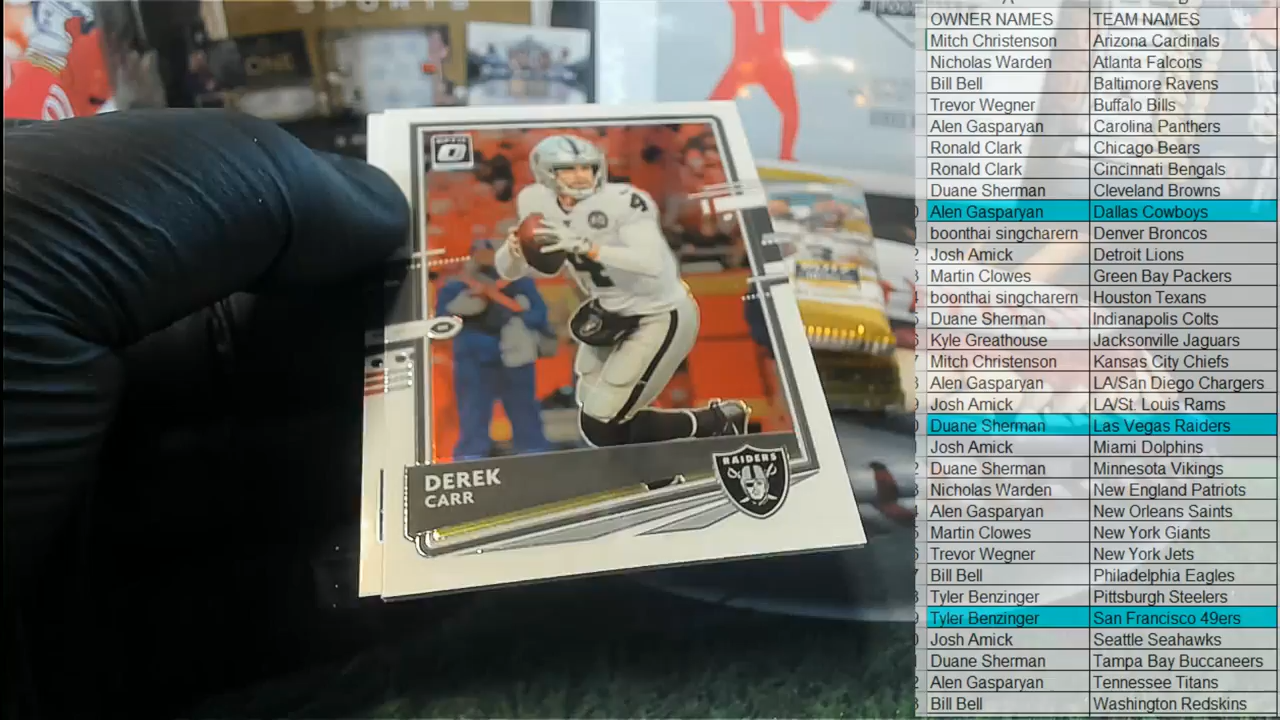 SPORTS
ONE
OPTIC
4
4
RAIDERS
DEREK
CARR
OWNER NAMES TEAM NAMES
Mitch Christenson Arizona Cardinals
Nicholas Warden Atlanta Falcons
Bill Bell Baltimore Ravens
Trevor Wegner Buffalo Bills
Alen Gasparyan Carolina Panthers
Ronald Clark Chicago Bears
Ronald Clark Cincinnati Bengals
Duane Sherman Cleveland Browns
Alen Gasparyan Dallas Cowboys
boonthai singcharern Denver Broncos
Josh Amick Detroit Lions
Martin Clowes Green Bay Packers
boonthai singcharern Houston Texans
Duane Sherman Indianapolis Colts
Kyle Greathouse Jacksonville Jaguars
Mitch Christenson Kansas City Chiefs
Alen Gasparyan LA/San Diego Chargers
Josh Amick LA/St. Louis Rams
Duane Sherman Las Vegas Raiders
Josh Amick Miami Dolphins
Duane Sherman Minnesota Vikings
Nicholas Warden New England Patriots
Alen Gasparyan New Orleans Saints
Martin Clowes New York Giants
Trevor Wegner New York Jets
Bill Bell Philadelphia Eagles
Tyler Benzinger Pittsburgh Steelers
Tyler Benzinger San Francisco 49ers
Josh Amick Seattle Seahawks
Duane Sherman Tampa Bay Buccaneers
Alen Gasparyan Tennessee Titans
Bill Bell Washington Redskins